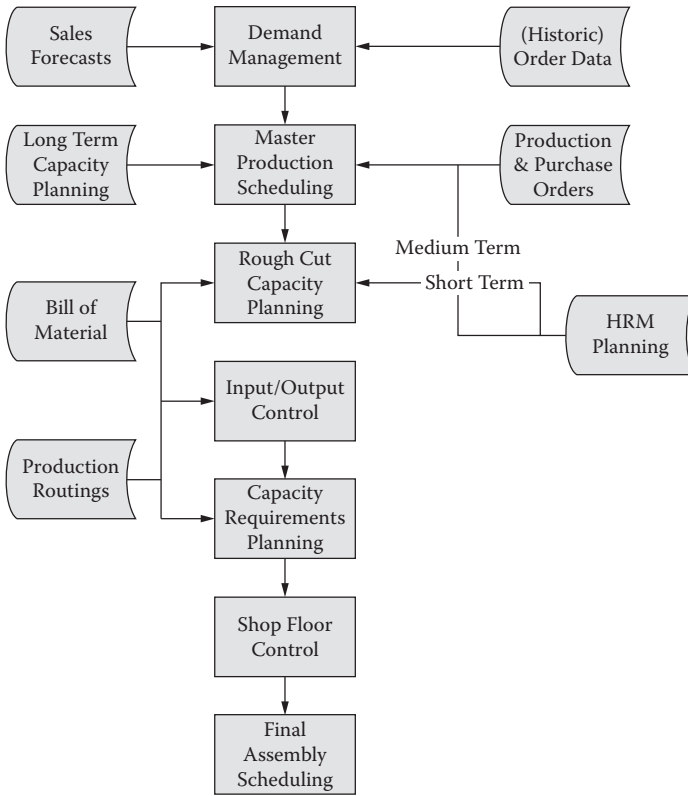 Sales
Forecasts
Demand
Management
(Historic)
Order Data
Long Term
Capacity
Planning
Master
Production
Scheduling
Production
& Purchase
Orders
Medium Term
Rough Cut
Capacity
Planning
Short Term
Bill of
Material
HRM
Planning
Input/Output
Control
Production
Routings
Capacity
Requirements
Planning
Shop Floor
Control
Final
Assembly
Scheduling